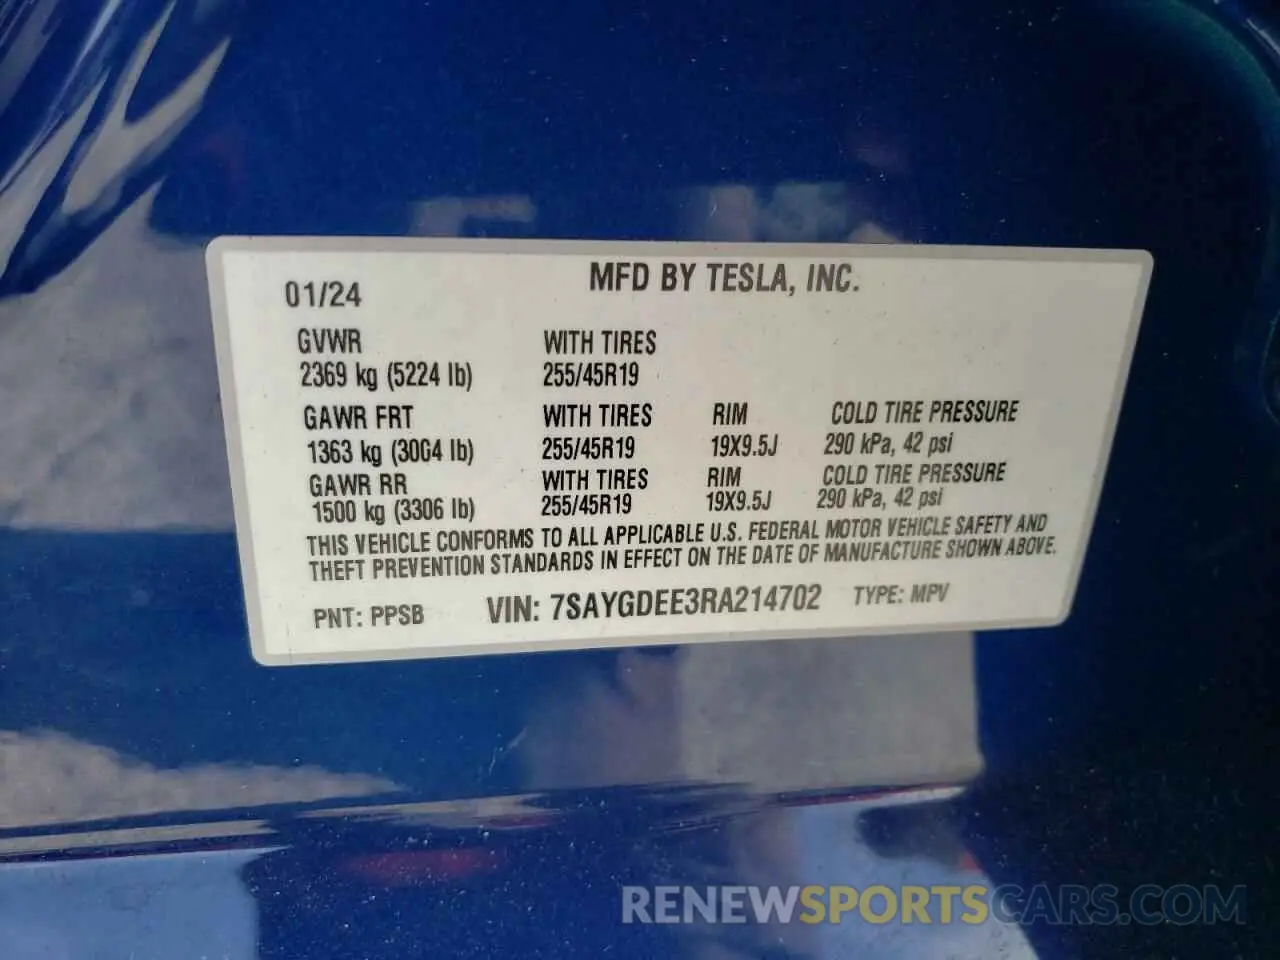 MFD BY TESLA, INC.
01/24
GVWR WITH TIRES
2369 kg (5224 lb) 255/45R19
GAWR FRT WITH TIRES RIM COLD TIRE PRESSURE
1363 kg (3004 lb) 255/45R19 19X9.5J 290 kPa, 42 psi
GAWR RR WITH TIRES RIM COLD TIRE PRESSURE
1500 kg (3306 lb) 255/45R19 19X9.5J 290 kPa, 42 psi
THIS VEHICLE CONFORMS TO ALL APPLICABLE U.S. FEDERAL MOTOR VEHICLE SAFETY AND
THEFT PREVENTION STANDARDS IN EFFECT ON THE DATE OF MANUFACTURE SHOWN ABOVE.
PNT: PPSB VIN: 7SAYGDEE3RA214702 TYPE: MPV
RENEWSPORTSCARS.COM